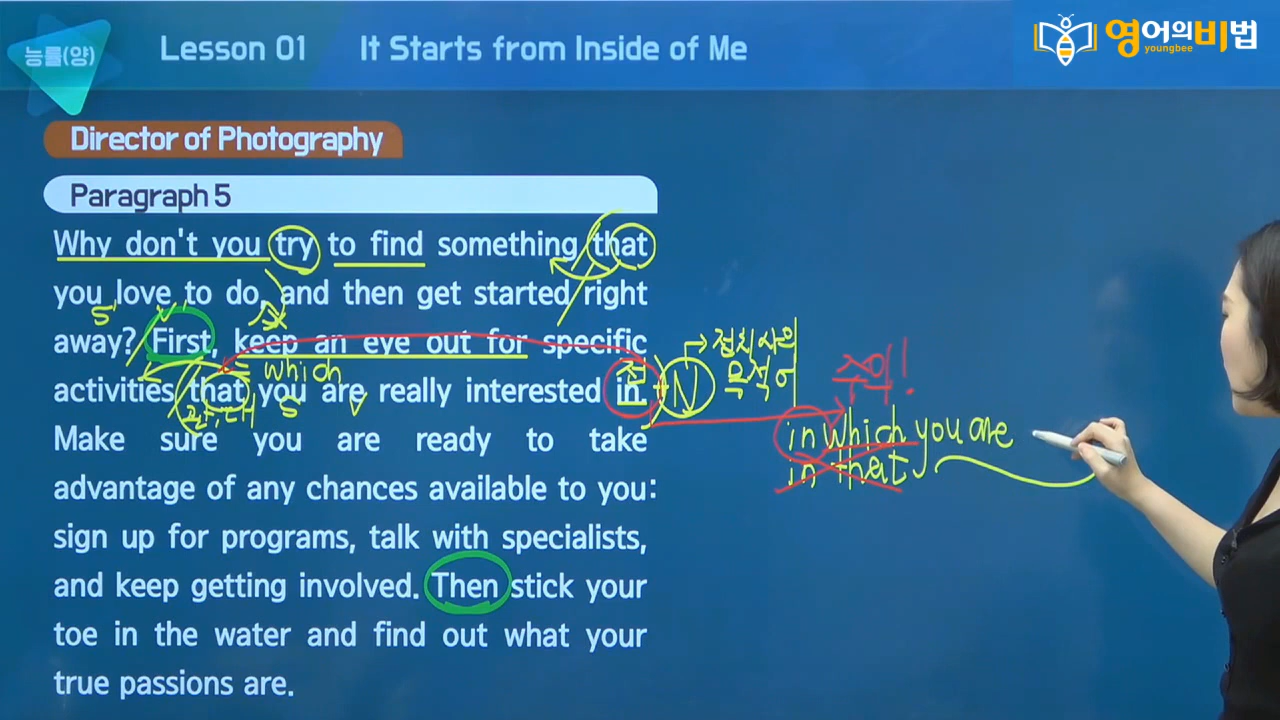 능률(양)
Lesson 01 It Starts from Inside of Me
영어의비법
youngbee
Director of Photography
Paragraph 5
Why don't you try to find something that
you love to do, and then get started right
away? First, keep an eye out for specific
activities that you are really interested in.
Make sure you are ready to take
advantage of any chances available to you:
sign up for programs, talk with specialists,
and keep getting involved. Then stick your
toe in the water and find out what your
true passions are.
S'
V'
= which
S
V
전
N
전치사의
목적어
주의!
in which you are
in that